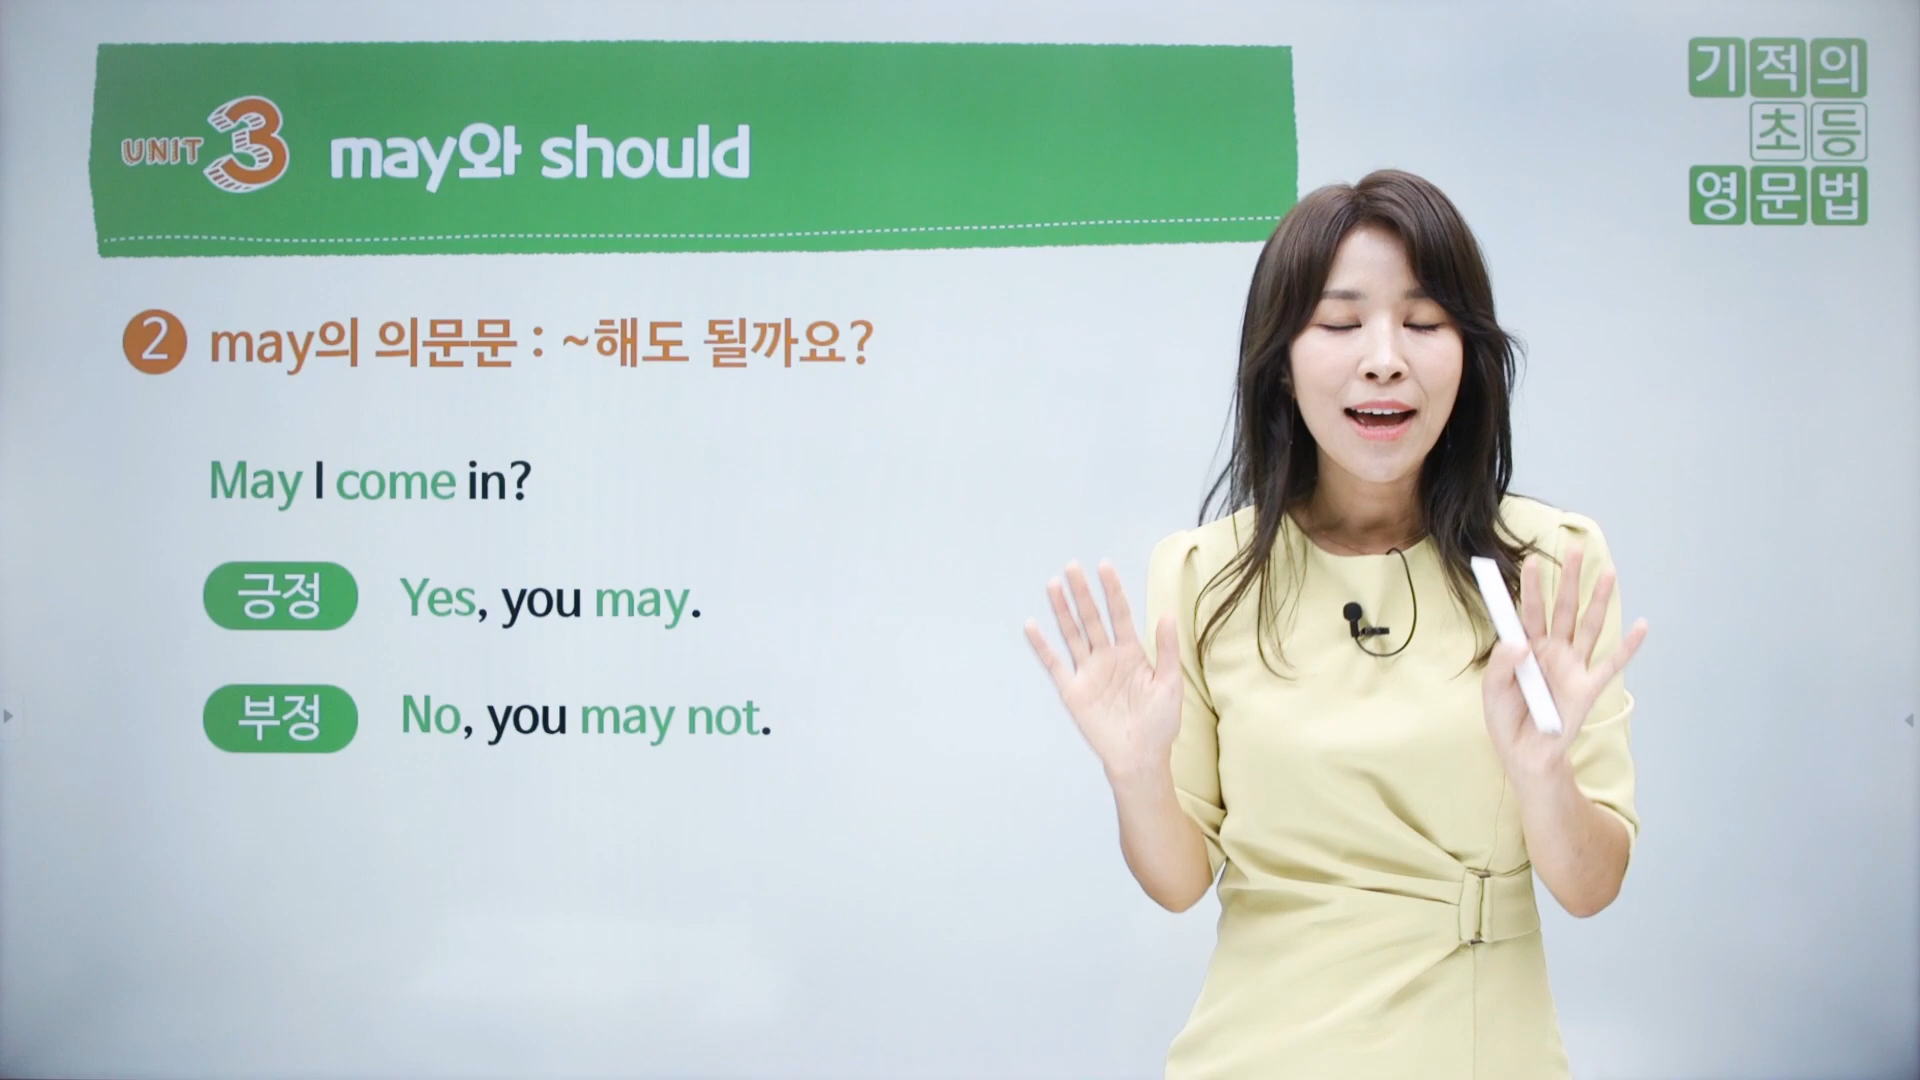 UNIT 3 may와 should
기적의
초등
영문법
2 may의 의문문 : ~해도 될까요?
May I come in?
긍정 Yes, you may.
부정 No, you may not.